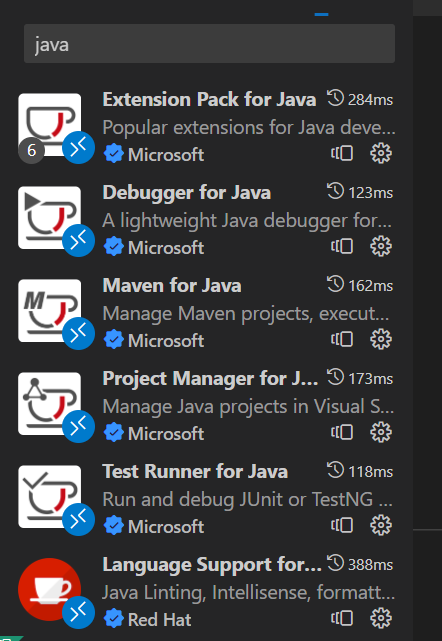 java
Extension Pack for Java 284ms
Popular extensions for Java deve...
6
Microsoft
Debugger for Java 123ms
A lightweight Java debugger for...
Microsoft
M
Maven for Java 162ms
Manage Maven projects, execut...
Microsoft
Project Manager for J... 173ms
Manage Java projects in Visual S...
Microsoft
Test Runner for Java 118ms
Run and debug JUnit or TestNG ...
Microsoft
Language Support for... 388ms
Java Linting, Intellisense, formatt...
Red Hat